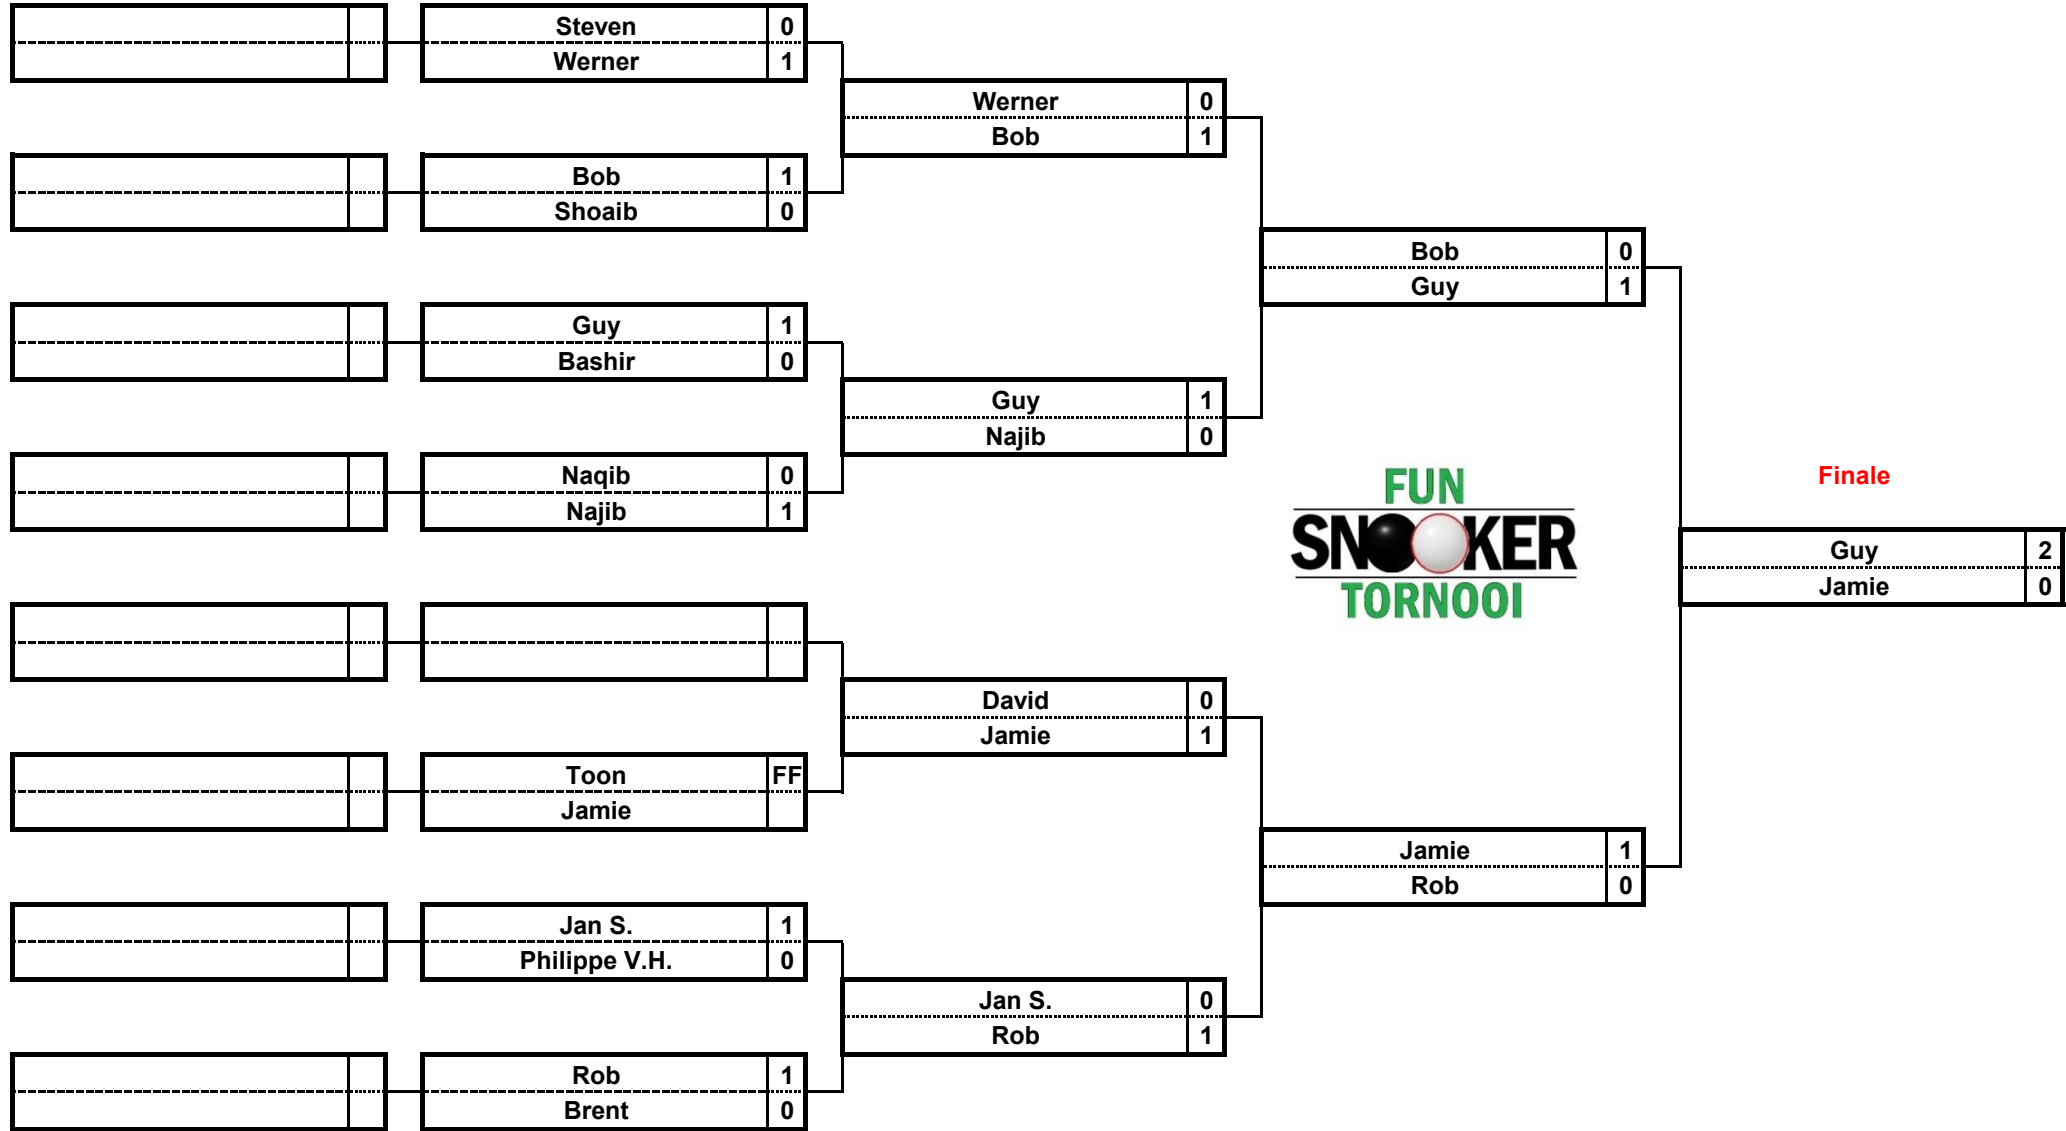 Steven 0
Werner 1
Bob 1
Shoaib 0
Guy 1
Bashir 0
Naqib 0
Najib 1
Toon FF
Jamie
Jan S. 1
Philippe V.H. 0
Rob 1
Brent 0
Werner 0
Bob 1
Guy 1
Najib 0
David 0
Jamie 1
Jan S. 0
Rob 1
Bob 0
Guy 1
FUN
SNOOKER
TORNOOI
Jamie 1
Rob 0
Finale
Guy 2
Jamie 0